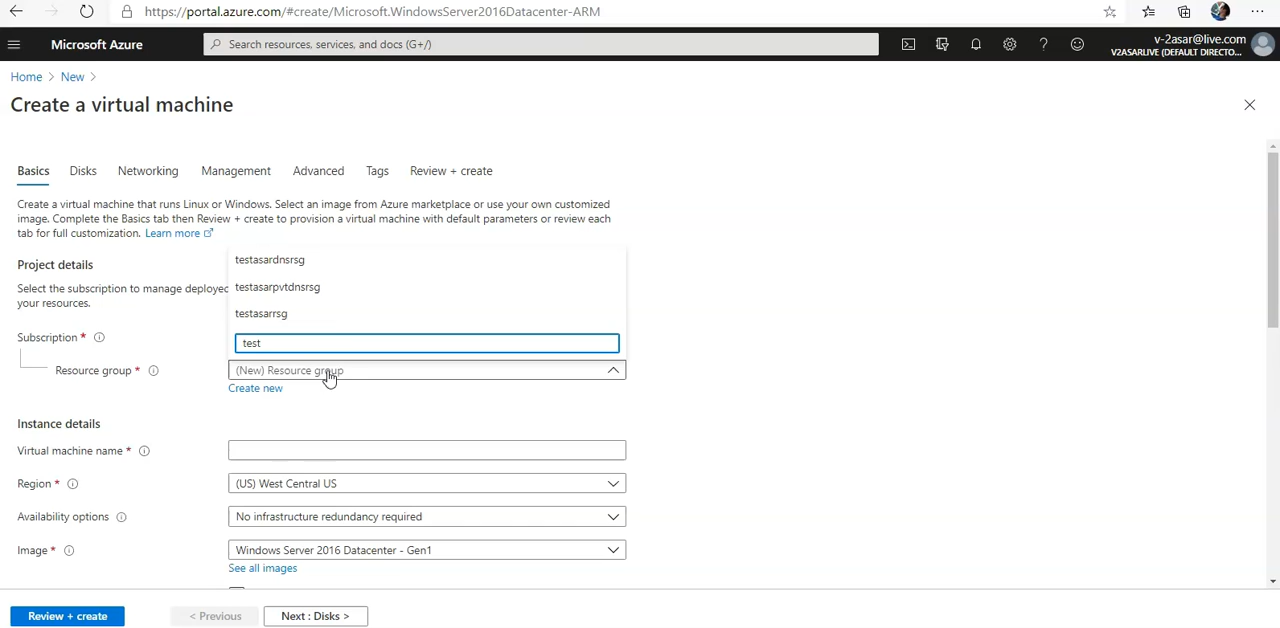 https://portal.azure.com/#create/Microsoft.WindowsServer2016Datacenter-ARM
Microsoft Azure
Search resources, services, and docs (G+/)
v-2asar@live.com
V2ASARLIVE (DEFAULT DIRECTO...
Home > New >
Create a virtual machine
Basics Disks Networking Management Advanced Tags Review + create
Create a virtual machine that runs Linux or Windows. Select an image from Azure marketplace or use your own customized
image. Complete the Basics tab then Review + create to provision a virtual machine with default parameters or review each
tab for full customization. Learn more
Project details
Select the subscription to manage deployed
your resources.
testasardnsrsg
testasarpvtdnsrsg
testasarrsg
Subscription *
test
Resource group *
(New) Resource group
Create new
Instance details
Virtual machine name *
Region *
(US) West Central US
Availability options
No infrastructure redundancy required
Image *
Windows Server 2016 Datacenter - Gen1
See all images
Review + create
< Previous
Next : Disks >